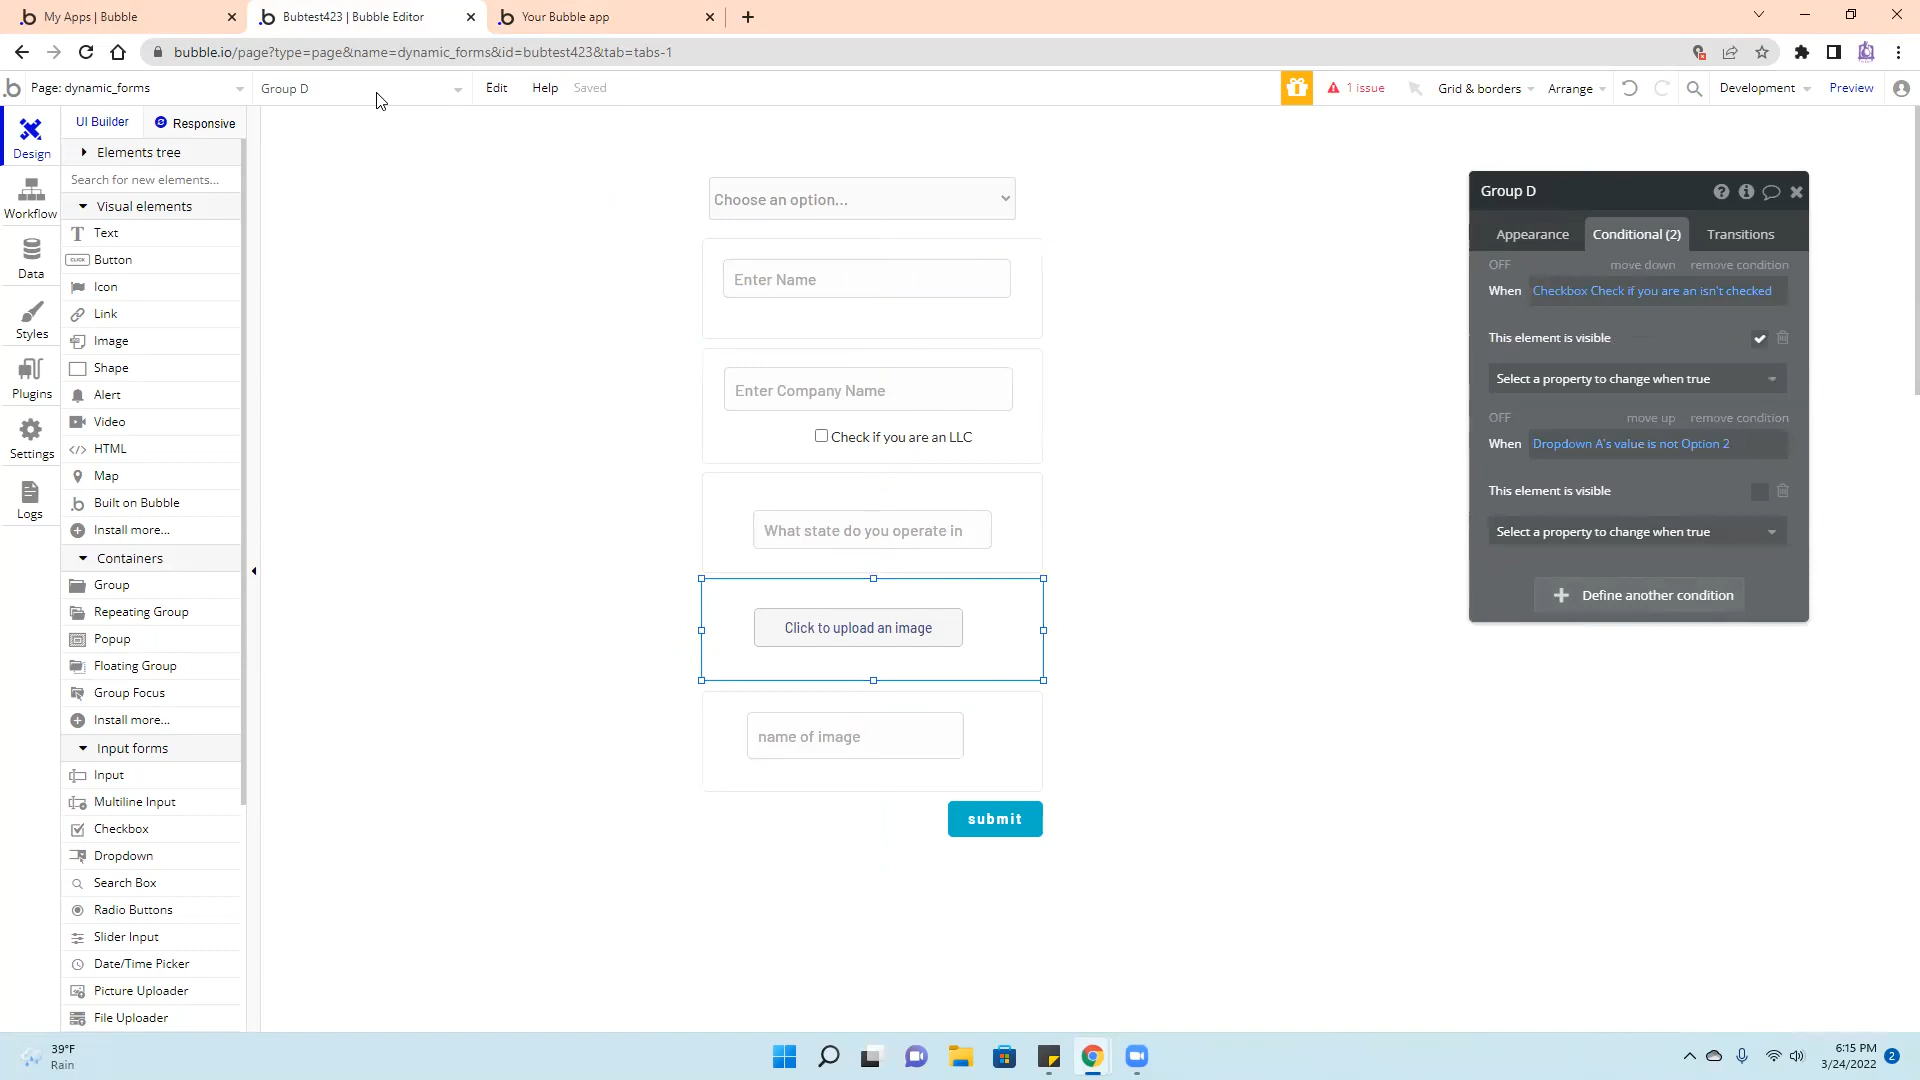 My Apps | Bubble
Bubtest423 | Bubble Editor
Your Bubble app
bubble.io/page?type=page&name=dynamic_forms&id=bubtest423&tab=tabs-1
Page: dynamic_forms
Group D
Edit
Help
Saved
1 issue
Grid & borders
Arrange
Development
Preview
Design
Workflow
Data
Styles
Plugins
Settings
Logs
UI Builder
Responsive
Elements tree
Search for new elements...
Visual elements
Text
CLICK
Button
Icon
Link
Image
Shape
Alert
Video
HTML
Map
Built on Bubble
Install more...
Containers
Group
Repeating Group
Popup
Floating Group
Group Focus
Install more...
Input forms
Input
Multiline Input
Checkbox
Dropdown
Search Box
Radio Buttons
Slider Input
Date/Time Picker
Picture Uploader
File Uploader
Choose an option...
Enter Name
Enter Company Name
Check if you are an LLC
What state do you operate in
Click to upload an image
name of image
submit
Group D
Appearance
Conditional (2)
Transitions
OFF
move down
remove condition
When
Checkbox Check if you are an isn't checked
This element is visible
Select a property to change when true
OFF
move up
remove condition
When
Dropdown A's value is not Option 2
This element is visible
Select a property to change when true
Define another condition
39°F
Rain
6:15 PM
3/24/2022
2